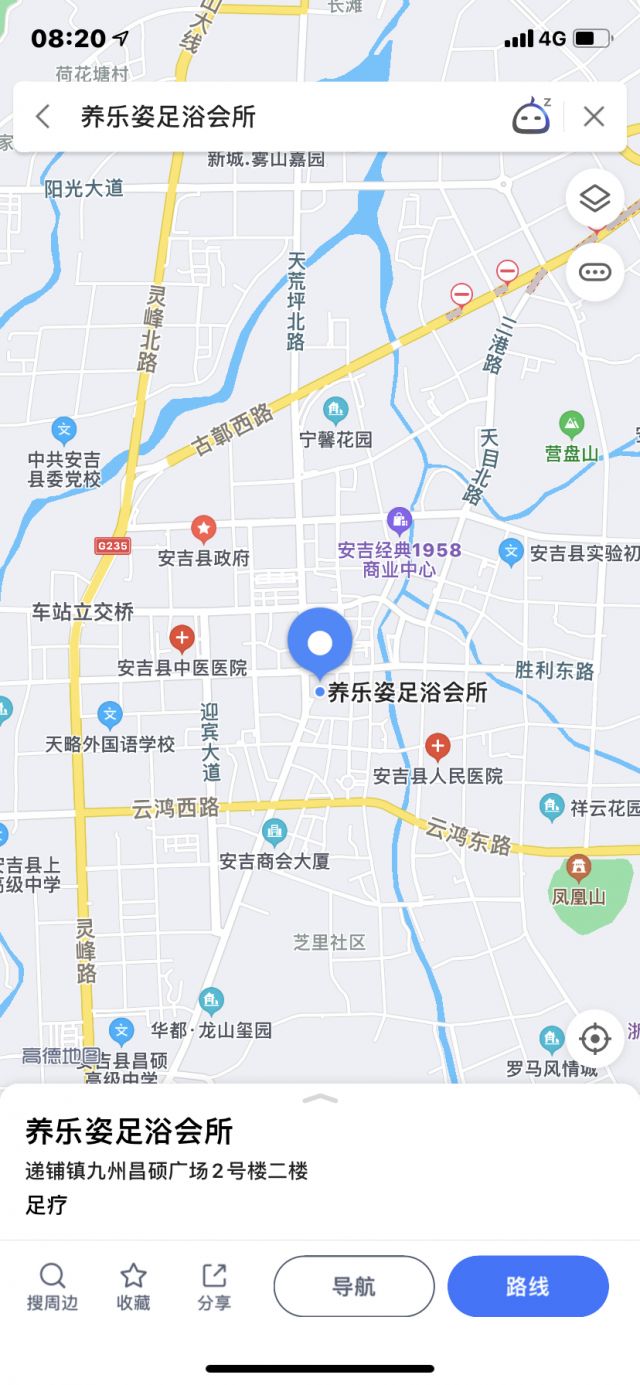 长滩
山大线
08:20
4G
荷花塘村
养乐姿足浴会所
z
新城.雾山嘉园
阳光大道
天荒坪北路
灵峰北路
三港路
古鄣西路
宁馨花园
天目北路
营盘山
中共安吉
县委党校
G235
安吉县政府
安吉经典1958
商业中心
安吉县实验初
车站立交桥
安吉县中医医院
胜利东路
养乐姿足浴会所
迎宾大道
天略外国语学校
安吉县人民医院
云鸿西路
祥云花园
云鸿东路
安吉商会大厦
安吉县上
高级中学
凤凰山
灵峰路
芝里社区
华都·龙山玺园
浙
高德地图
安吉县昌硕
高级中学
罗马风情城
养乐姿足浴会所
递铺镇九州昌硕广场2号楼二楼
足疗
搜周边
收藏
分享
导航
路线